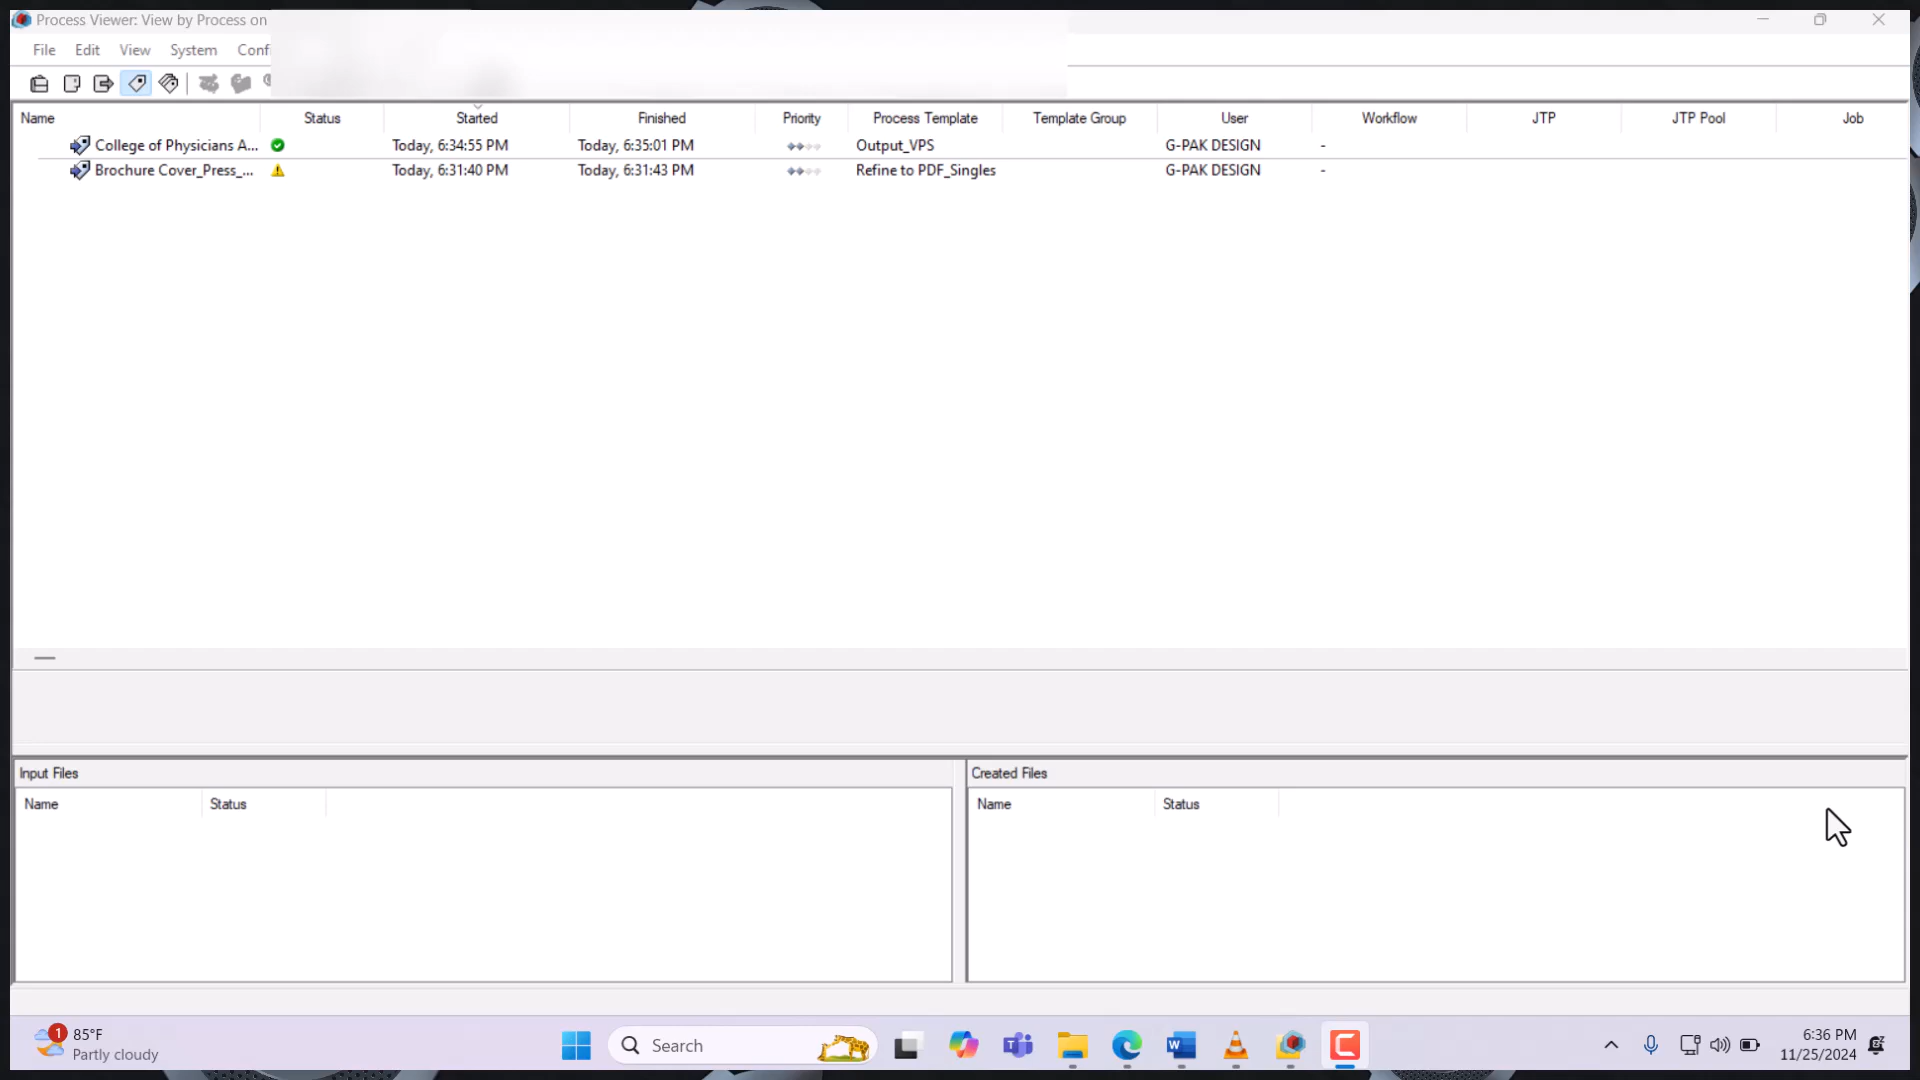 Process Viewer: View by Process on
File Edit View System Conf
Name Status Started Finished Priority Process Template Template Group User Workflow JTP JTP Pool Job
College of Physicians A... Today, 6:34:55 PM Today, 6:35:01 PM Output_VPS G-PAK DESIGN -
Brochure Cover_Press_... Today, 6:31:40 PM Today, 6:31:43 PM Refine to PDF_Singles G-PAK DESIGN -
Input Files Created Files
Name Status Name Status
1 85°F
Partly cloudy
Search
6:36 PM
11/25/2024